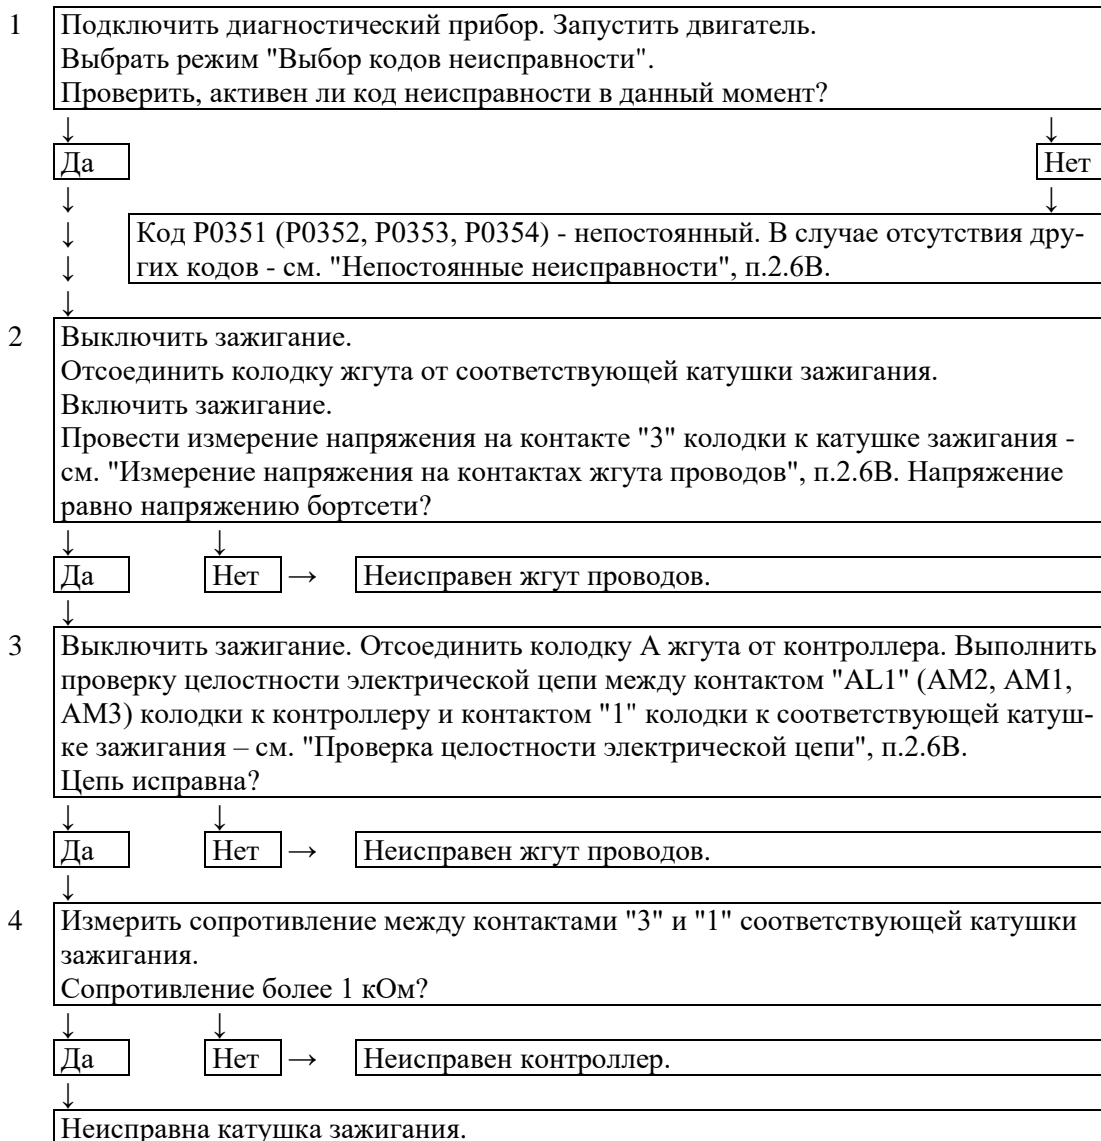 1 Подключить диагностический прибор. Запустить двигатель.
Выбрать режим "Выбор кодов неисправности".
Проверить, активен ли код неисправности в данный момент?
↓ ↓
Да Нет
↓ ↓
↓ Код Р0351 (Р0352, Р0353, Р0354) - непостоянный. В случае отсутствия дру-
↓ гих кодов - см. "Непостоянные неисправности", п.2.6В.
↓
2 Выключить зажигание.
Отсоединить колодку жгута от соответствующей катушки зажигания.
Включить зажигание.
Провести измерение напряжения на контакте "3" колодки к катушке зажигания -
см. "Измерение напряжения на контактах жгута проводов", п.2.6В. Напряжение
равно напряжению бортсети?
↓ ↓
Да Нет → Неисправен жгут проводов.
↓
3 Выключить зажигание. Отсоединить колодку А жгута от контроллера. Выполнить
проверку целостности электрической цепи между контактом "AL1" (AM2, AM1,
AM3) колодки к контроллеру и контактом "1" колодки к соответствующей катуш-
ке зажигания – см. "Проверка целостности электрической цепи", п.2.6В.
Цепь исправна?
↓ ↓
Да Нет → Неисправен жгут проводов.
↓
4 Измерить сопротивление между контактами "3" и "1" соответствующей катушки
зажигания.
Сопротивление более 1 кОм?
↓ ↓
Да Нет → Неисправен контроллер.
↓
Неисправна катушка зажигания.